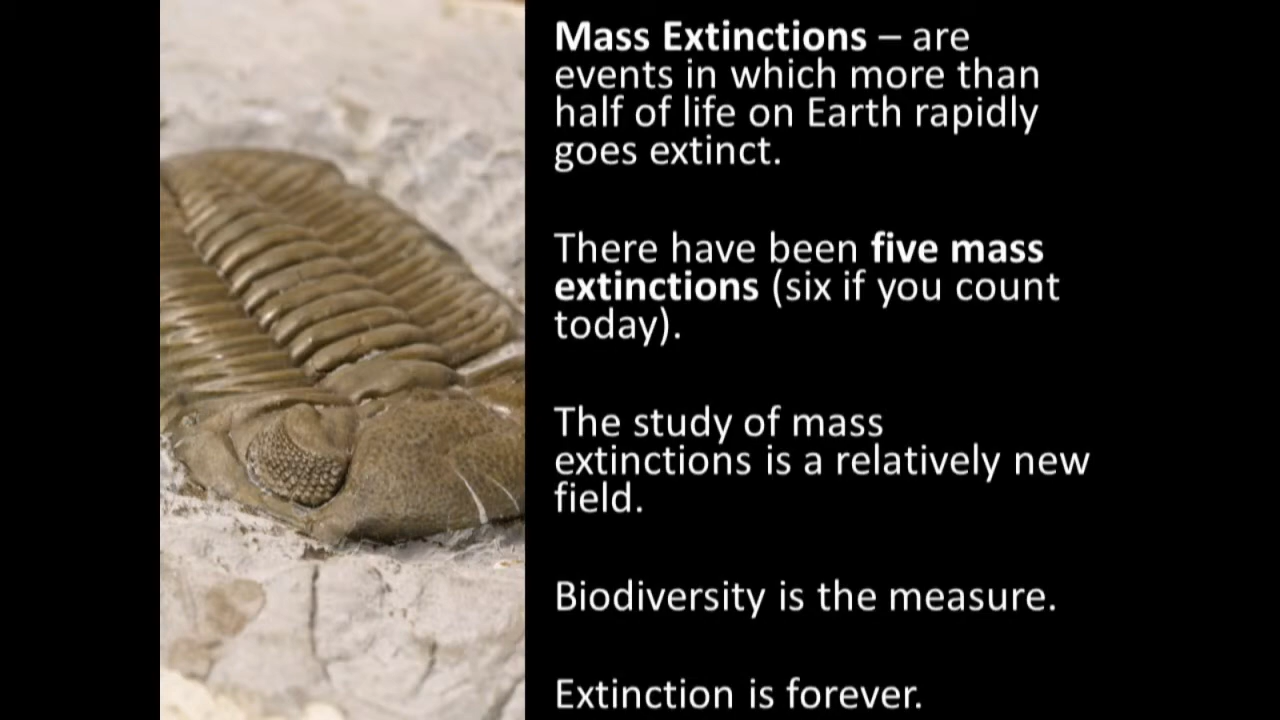 Mass Extinctions – are
events in which more than
half of life on Earth rapidly
goes extinct.
There have been five mass
extinctions (six if you count
today).
The study of mass
extinctions is a relatively new
field.
Biodiversity is the measure.
Extinction is forever.